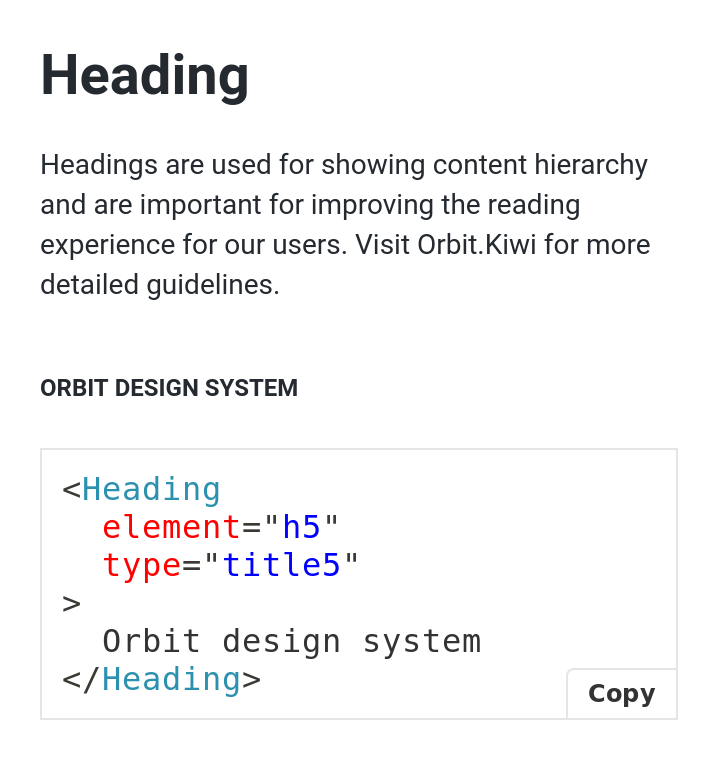 Heading
Headings are used for showing content hierarchy
and are important for improving the reading
experience for our users. Visit Orbit.Kiwi for more
detailed guidelines.
ORBIT DESIGN SYSTEM
<Heading
  element="h5"
  type="title5"
>
  Orbit design system
</Heading>
Copy